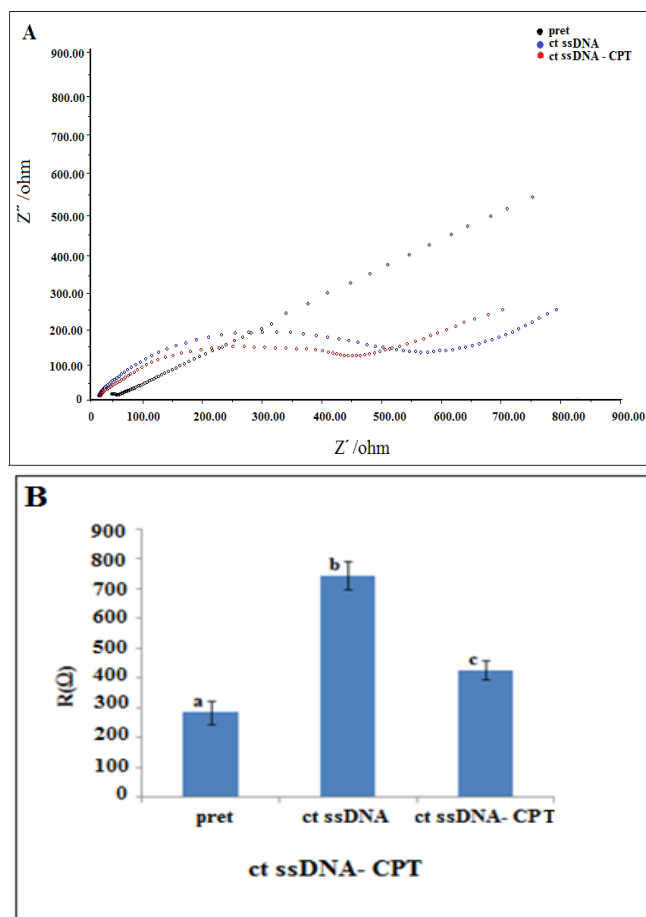 A
pret
ct ssDNA
ct ssDNA - CPT
900.00
800.00
700.00
600.00
500.00
400.00
300.00
200.00
100.00
0
Z˝ /ohm
0 100.00 200.00 300.00 400.00 500.00 600.00 700.00 800.00 900.00
Z´ /ohm
B
900
800
700
600
500
400
300
200
100
0
R(Ω)
a
b
c
pret ct ssDNA ct ssDNA- CPT
ct ssDNA- CPT